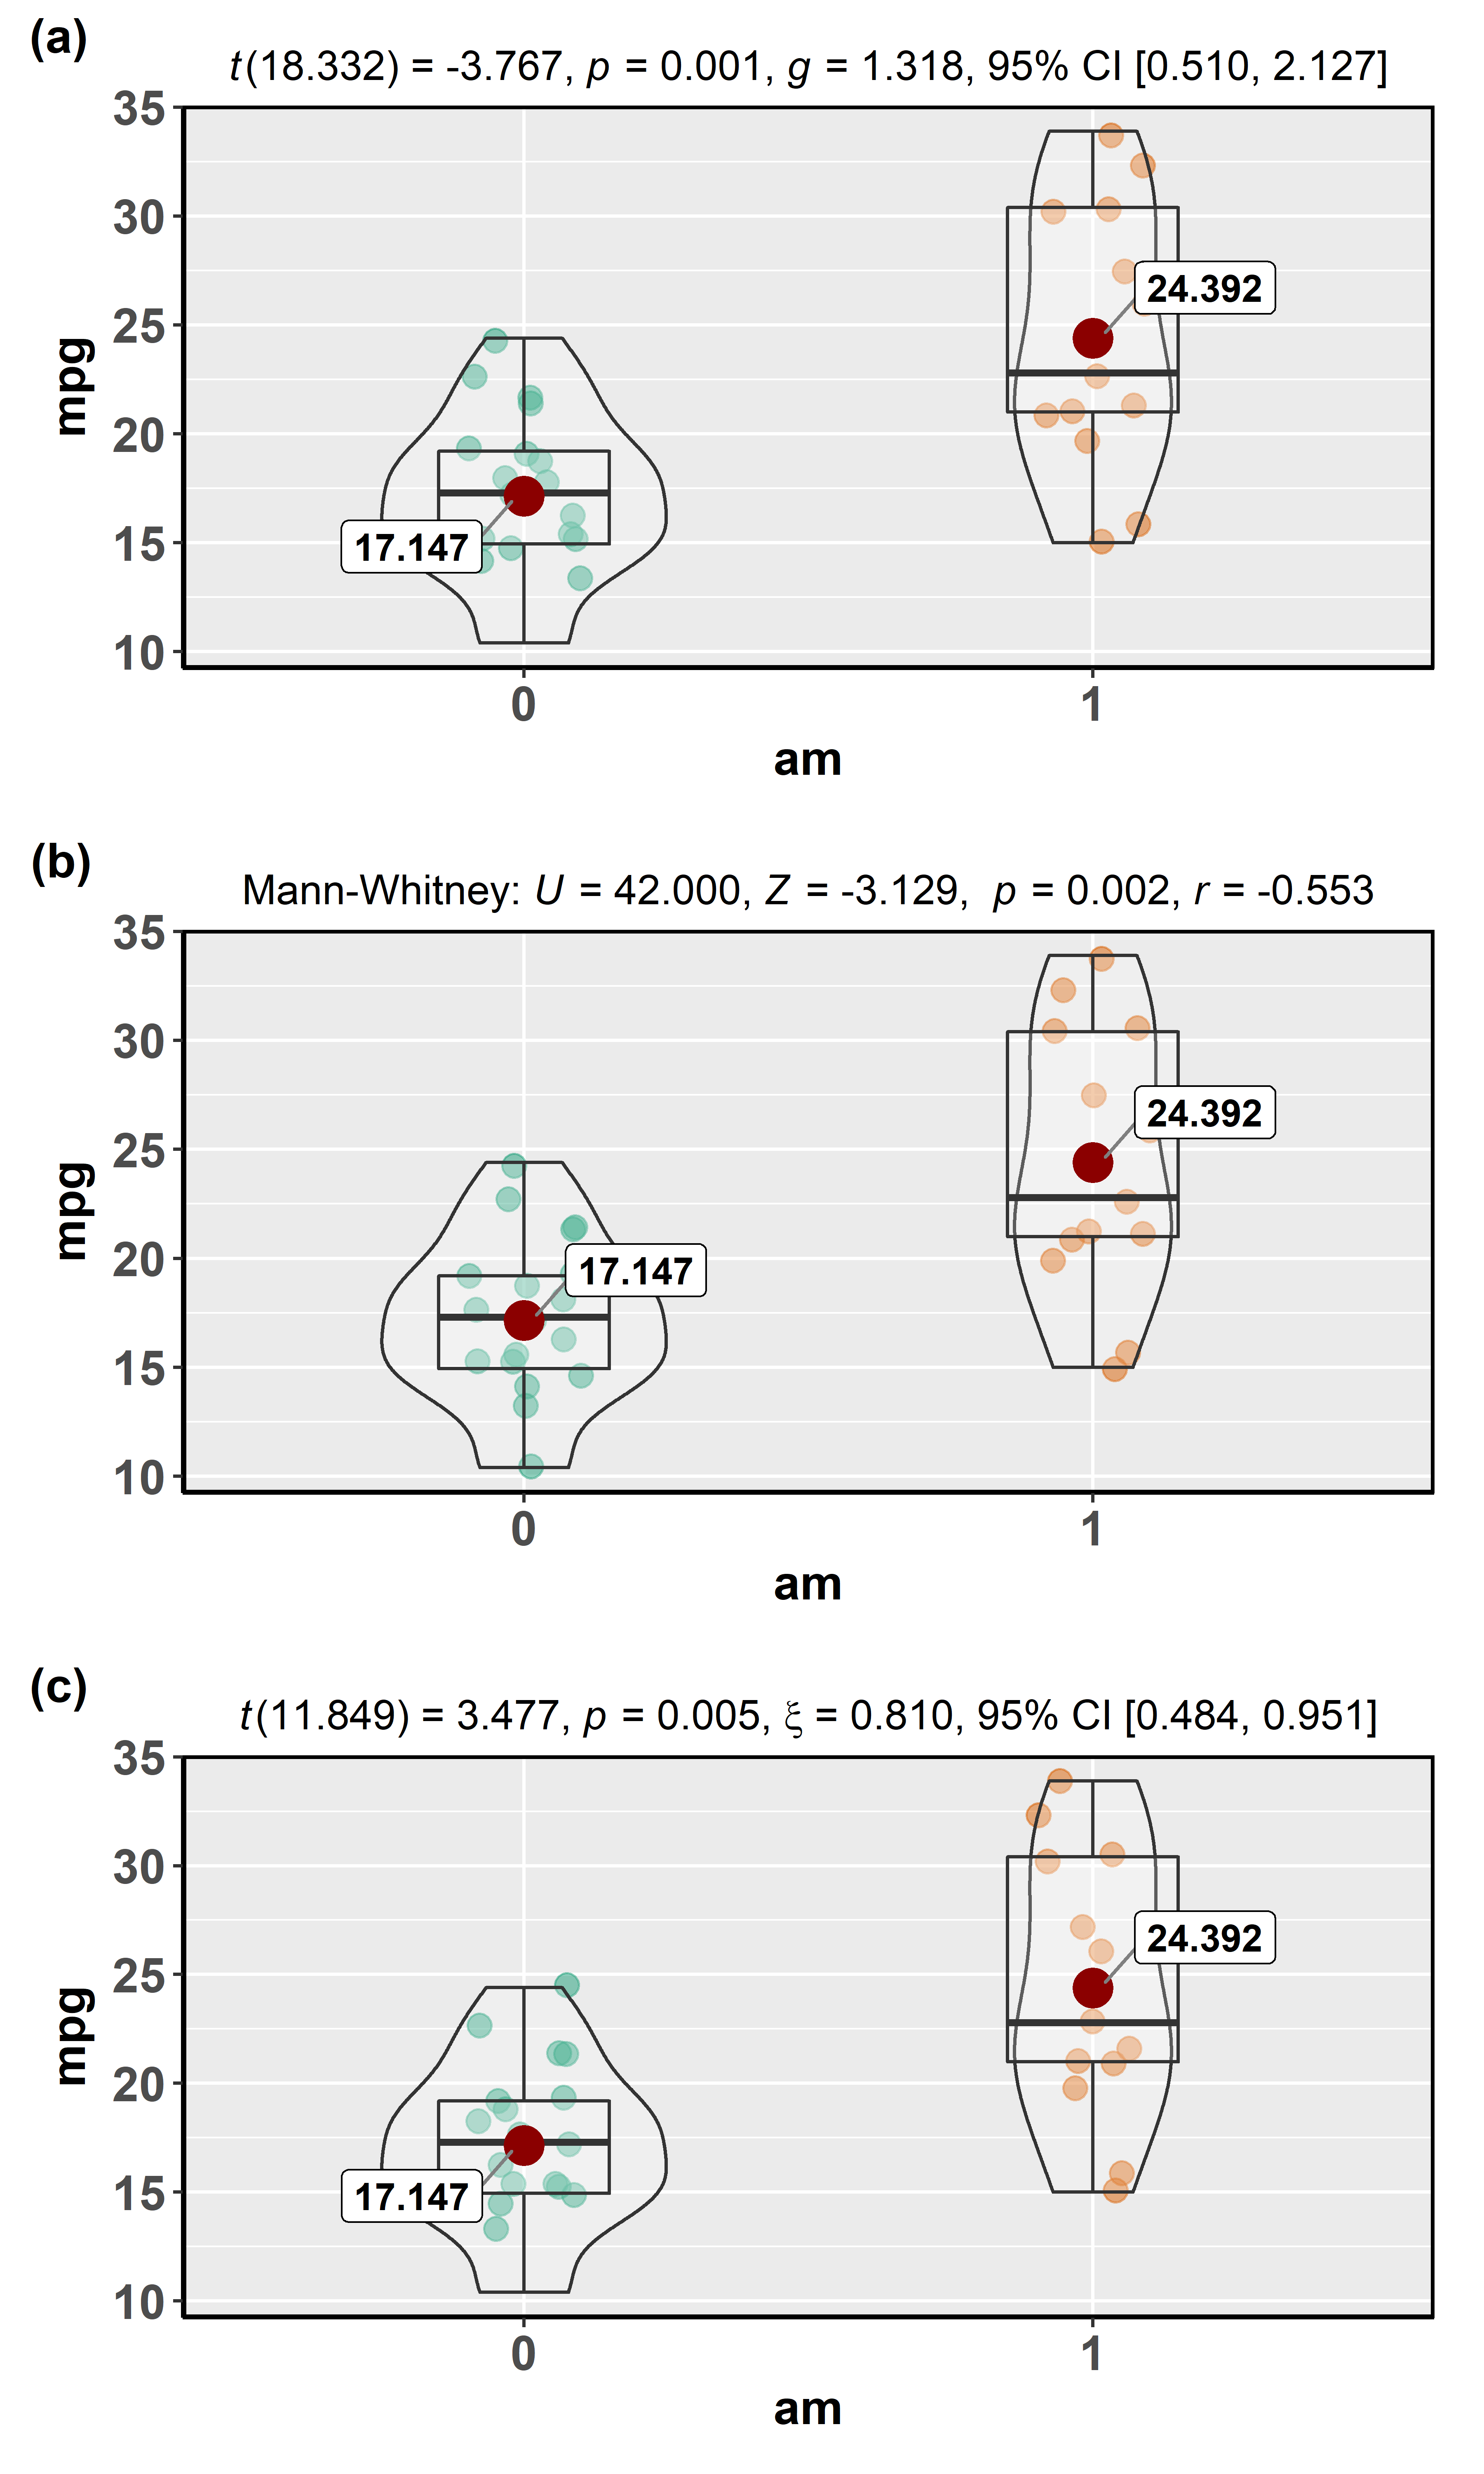 (a)
t(18.332) = -3.767, p = 0.001, g = 1.318, 95% CI [0.510, 2.127]
35
30
25
20
15
10
mpg
24.392
17.147
0 1
am
(b)
Mann-Whitney: U = 42.000, Z = -3.129, p = 0.002, r = -0.553
35
30
25
20
15
10
mpg
24.392
17.147
0 1
am
(c)
t(11.849) = 3.477, p = 0.005, ξ = 0.810, 95% CI [0.484, 0.951]
35
30
25
20
15
10
mpg
24.392
17.147
0 1
am